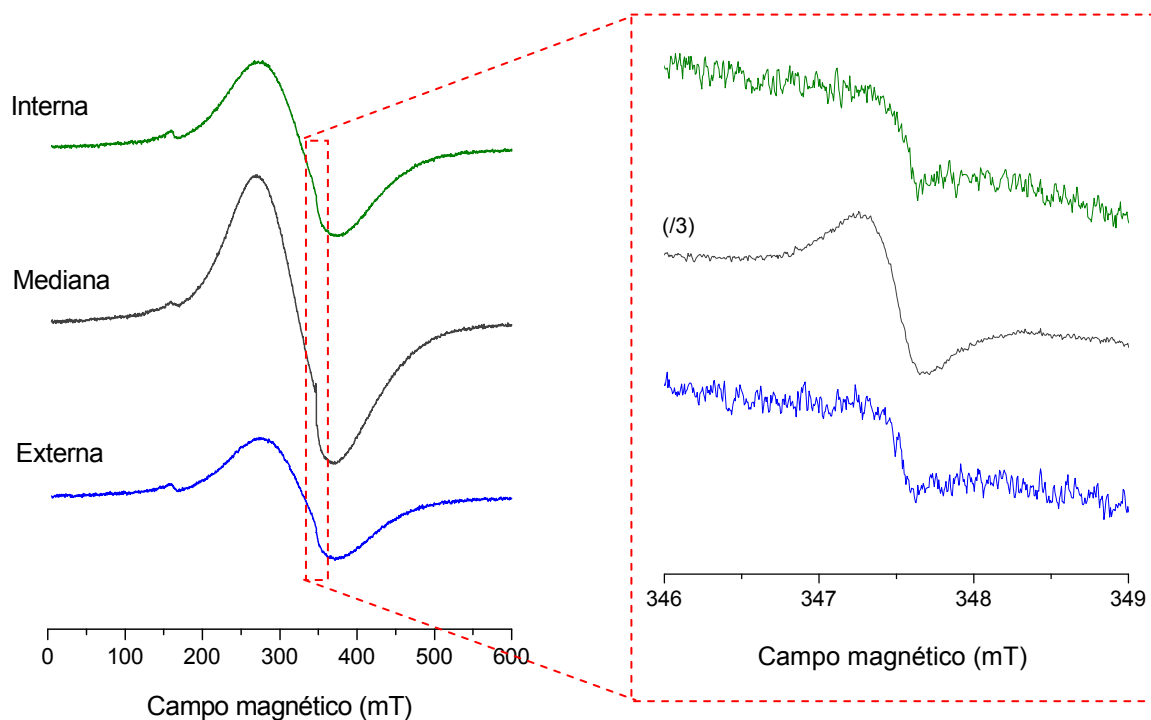 Interna
Mediana
Externa
0 100 200 300 400 500 600
Campo magnético (mT)
(/3)
346 347 348 349
Campo magnético (mT)